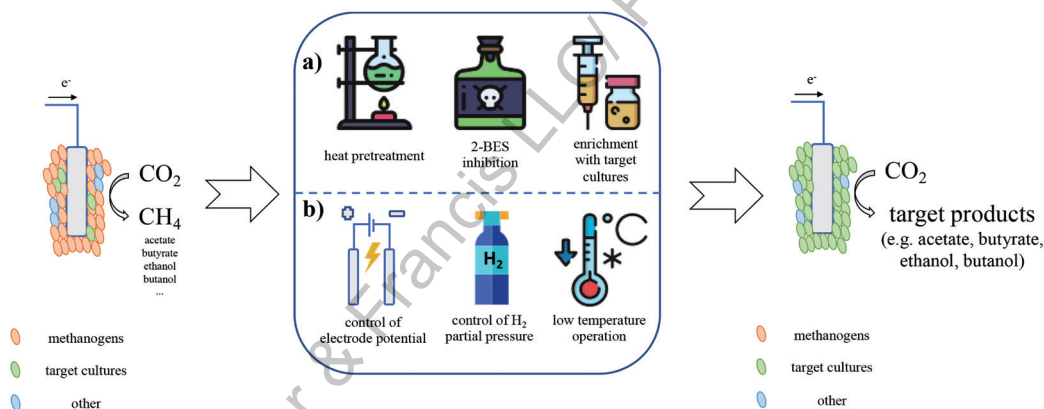 e-
CO2
CH4
acetate
butyrate
ethanol
butanol
...
methanogens
target cultures
other
a)
heat pretreatment
2-BES
inhibition
enrichment
with target
cultures
b)
H2
control of
electrode potential
control of H2
partial pressure
low temperature
operation
e-
CO2
target products
(e.g. acetate, butyrate,
ethanol, butanol)
methanogens
target cultures
other
r & Francis LLC/